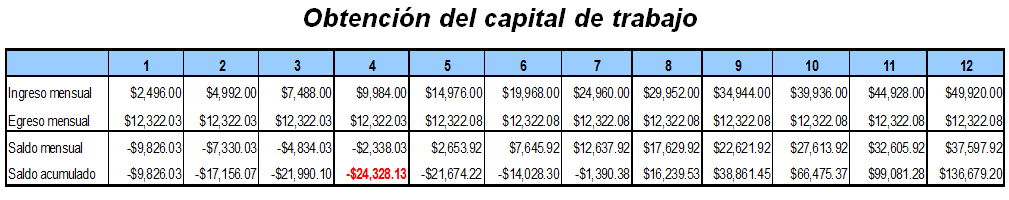 Obtención del capital de trabajo
1 2 3 4 5 6 7 8 9 10 11 12
Ingreso mensual $2,496.00 $4,992.00 $7,488.00 $9,984.00 $14,976.00 $19,968.00 $24,960.00 $29,952.00 $34,944.00 $39,936.00 $44,928.00 $49,920.00
Egreso mensual $12,322.03 $12,322.03 $12,322.03 $12,322.03 $12,322.08 $12,322.08 $12,322.08 $12,322.08 $12,322.08 $12,322.08 $12,322.08 $12,322.08
Saldo mensual -$9,826.03 -$7,330.03 -$4,834.03 -$2,338.03 $2,653.92 $7,645.92 $12,637.92 $17,629.92 $22,621.92 $27,613.92 $32,605.92 $37,597.92
Saldo acumulado -$9,826.03 -$17,156.07 -$21,990.10 -$24,328.13 -$21,674.22 -$14,028.30 -$1,390.38 $16,239.53 $38,861.45 $66,475.37 $99,081.28 $136,679.20